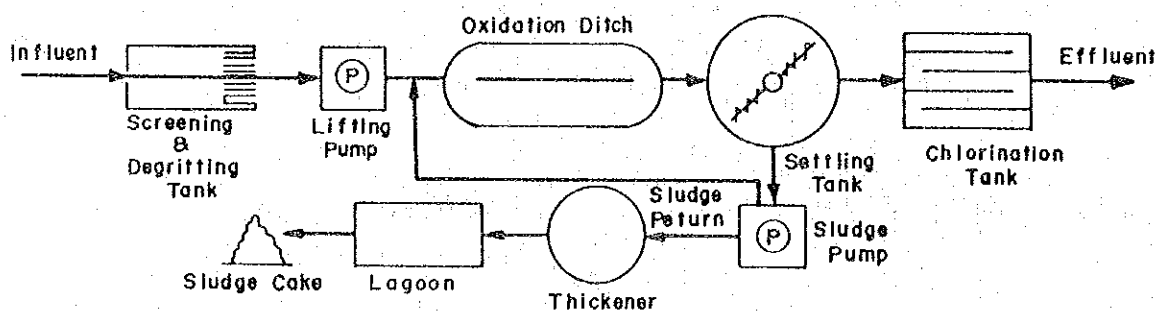 Oxidation Ditch
Influent
Effluent
P
Screening
&
Degritting
Tank
Lifting
Pump
Settling
Tank
Chlorination
Tank
Sludge
Return
P
Sludge
Pump
Sludge Cake
Lagoon
Thickener